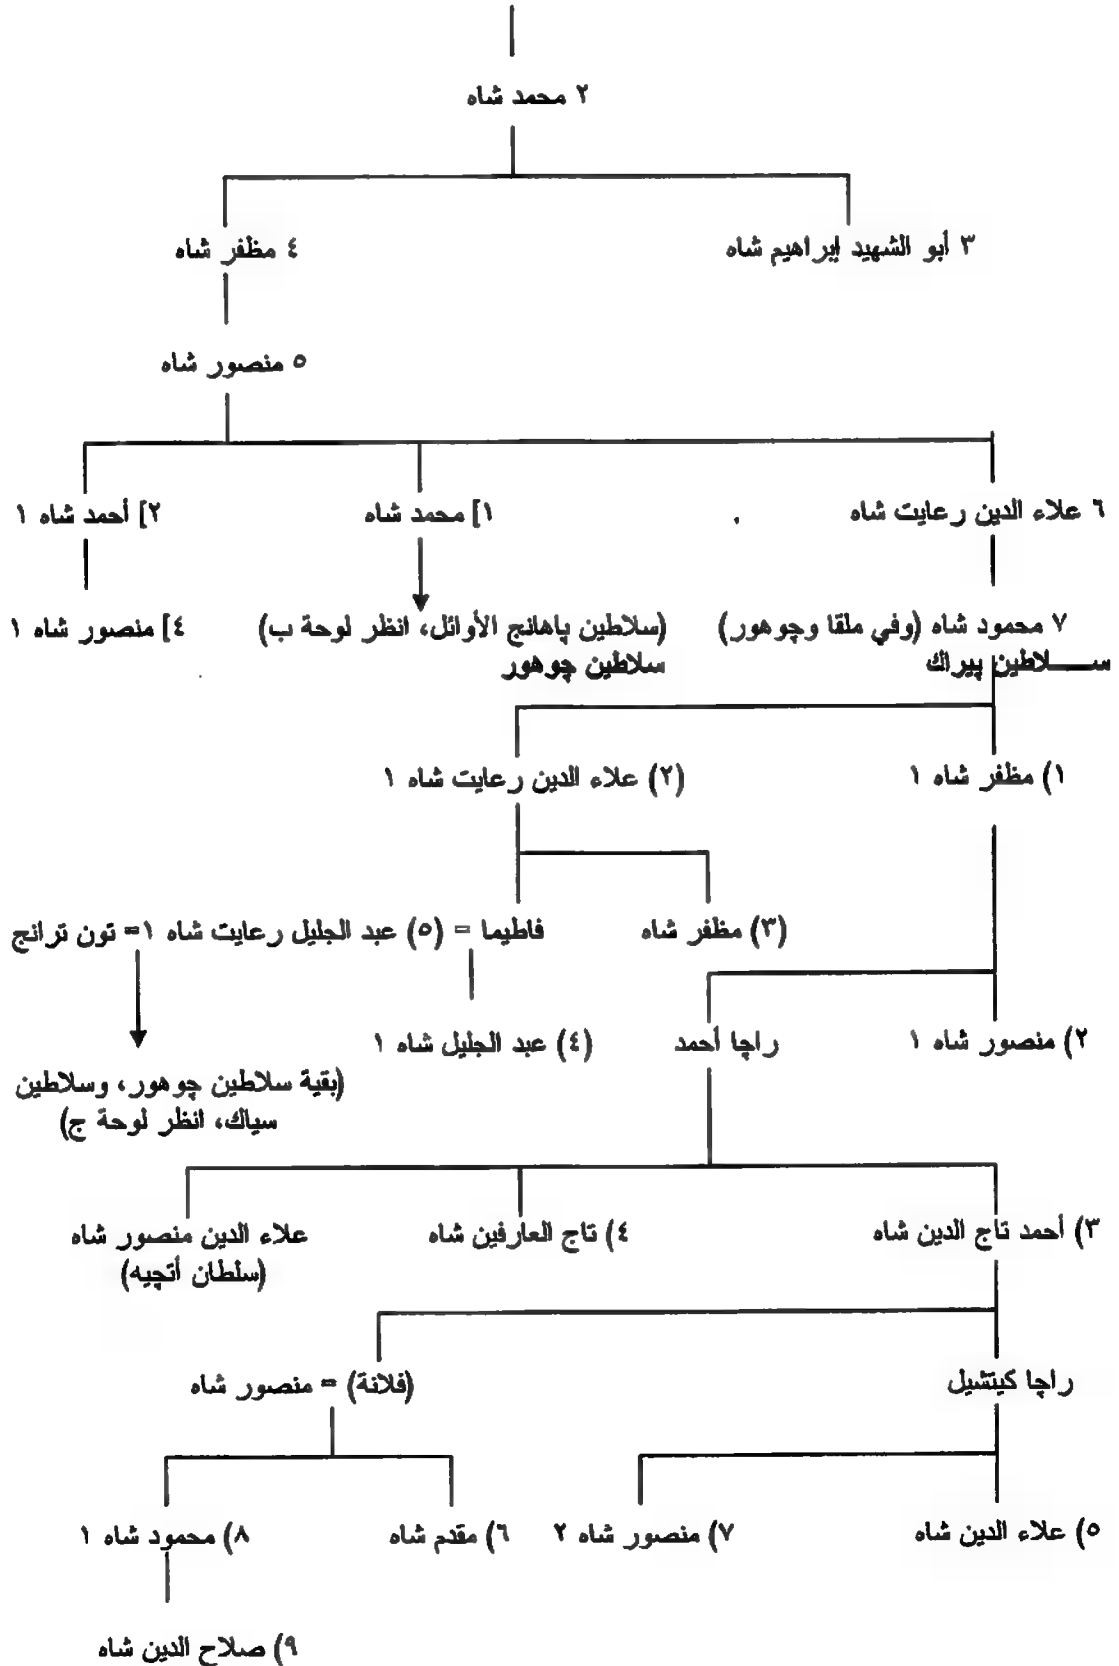 ٢ محمد شاه
٣ أبو الشهيد إبراهيم شاه
٤ مظفر شاه
٥ منصور شاه
٦ علاء الدين رعايت شاه
١] محمد شاه
٢] أحمد شاه ١
٧ محمود شاه (وفي ملقا وچوهور)
(سلاطين پاهانج الأوائل، انظر لوحة ب)
٤] منصور شاه ١
سلاطين پيراك
سلاطين چوهور
١) مظفر شاه ١
(٢) علاء الدين رعايت شاه ١
(٣) مظفر شاه
فاطيما = (٥) عبد الجليل رعايت شاه ١= تون ترانج
٢) منصور شاه ١
راچا أحمد
(٤) عبد الجليل شاه ١
(بقية سلاطين چوهور، وسلاطين
سياك، انظر لوحة ج)
٣) أحمد تاج الدين شاه
٤) تاج العارفين شاه
علاء الدين منصور شاه
(سلطان أتچيه)
راچا كيتشيل
(فلانة) = منصور شاه
٥) علاء الدين شاه
٧) منصور شاه ٢
٦) مقدم شاه
٨) محمود شاه ١
٩) صلاح الدين شاه